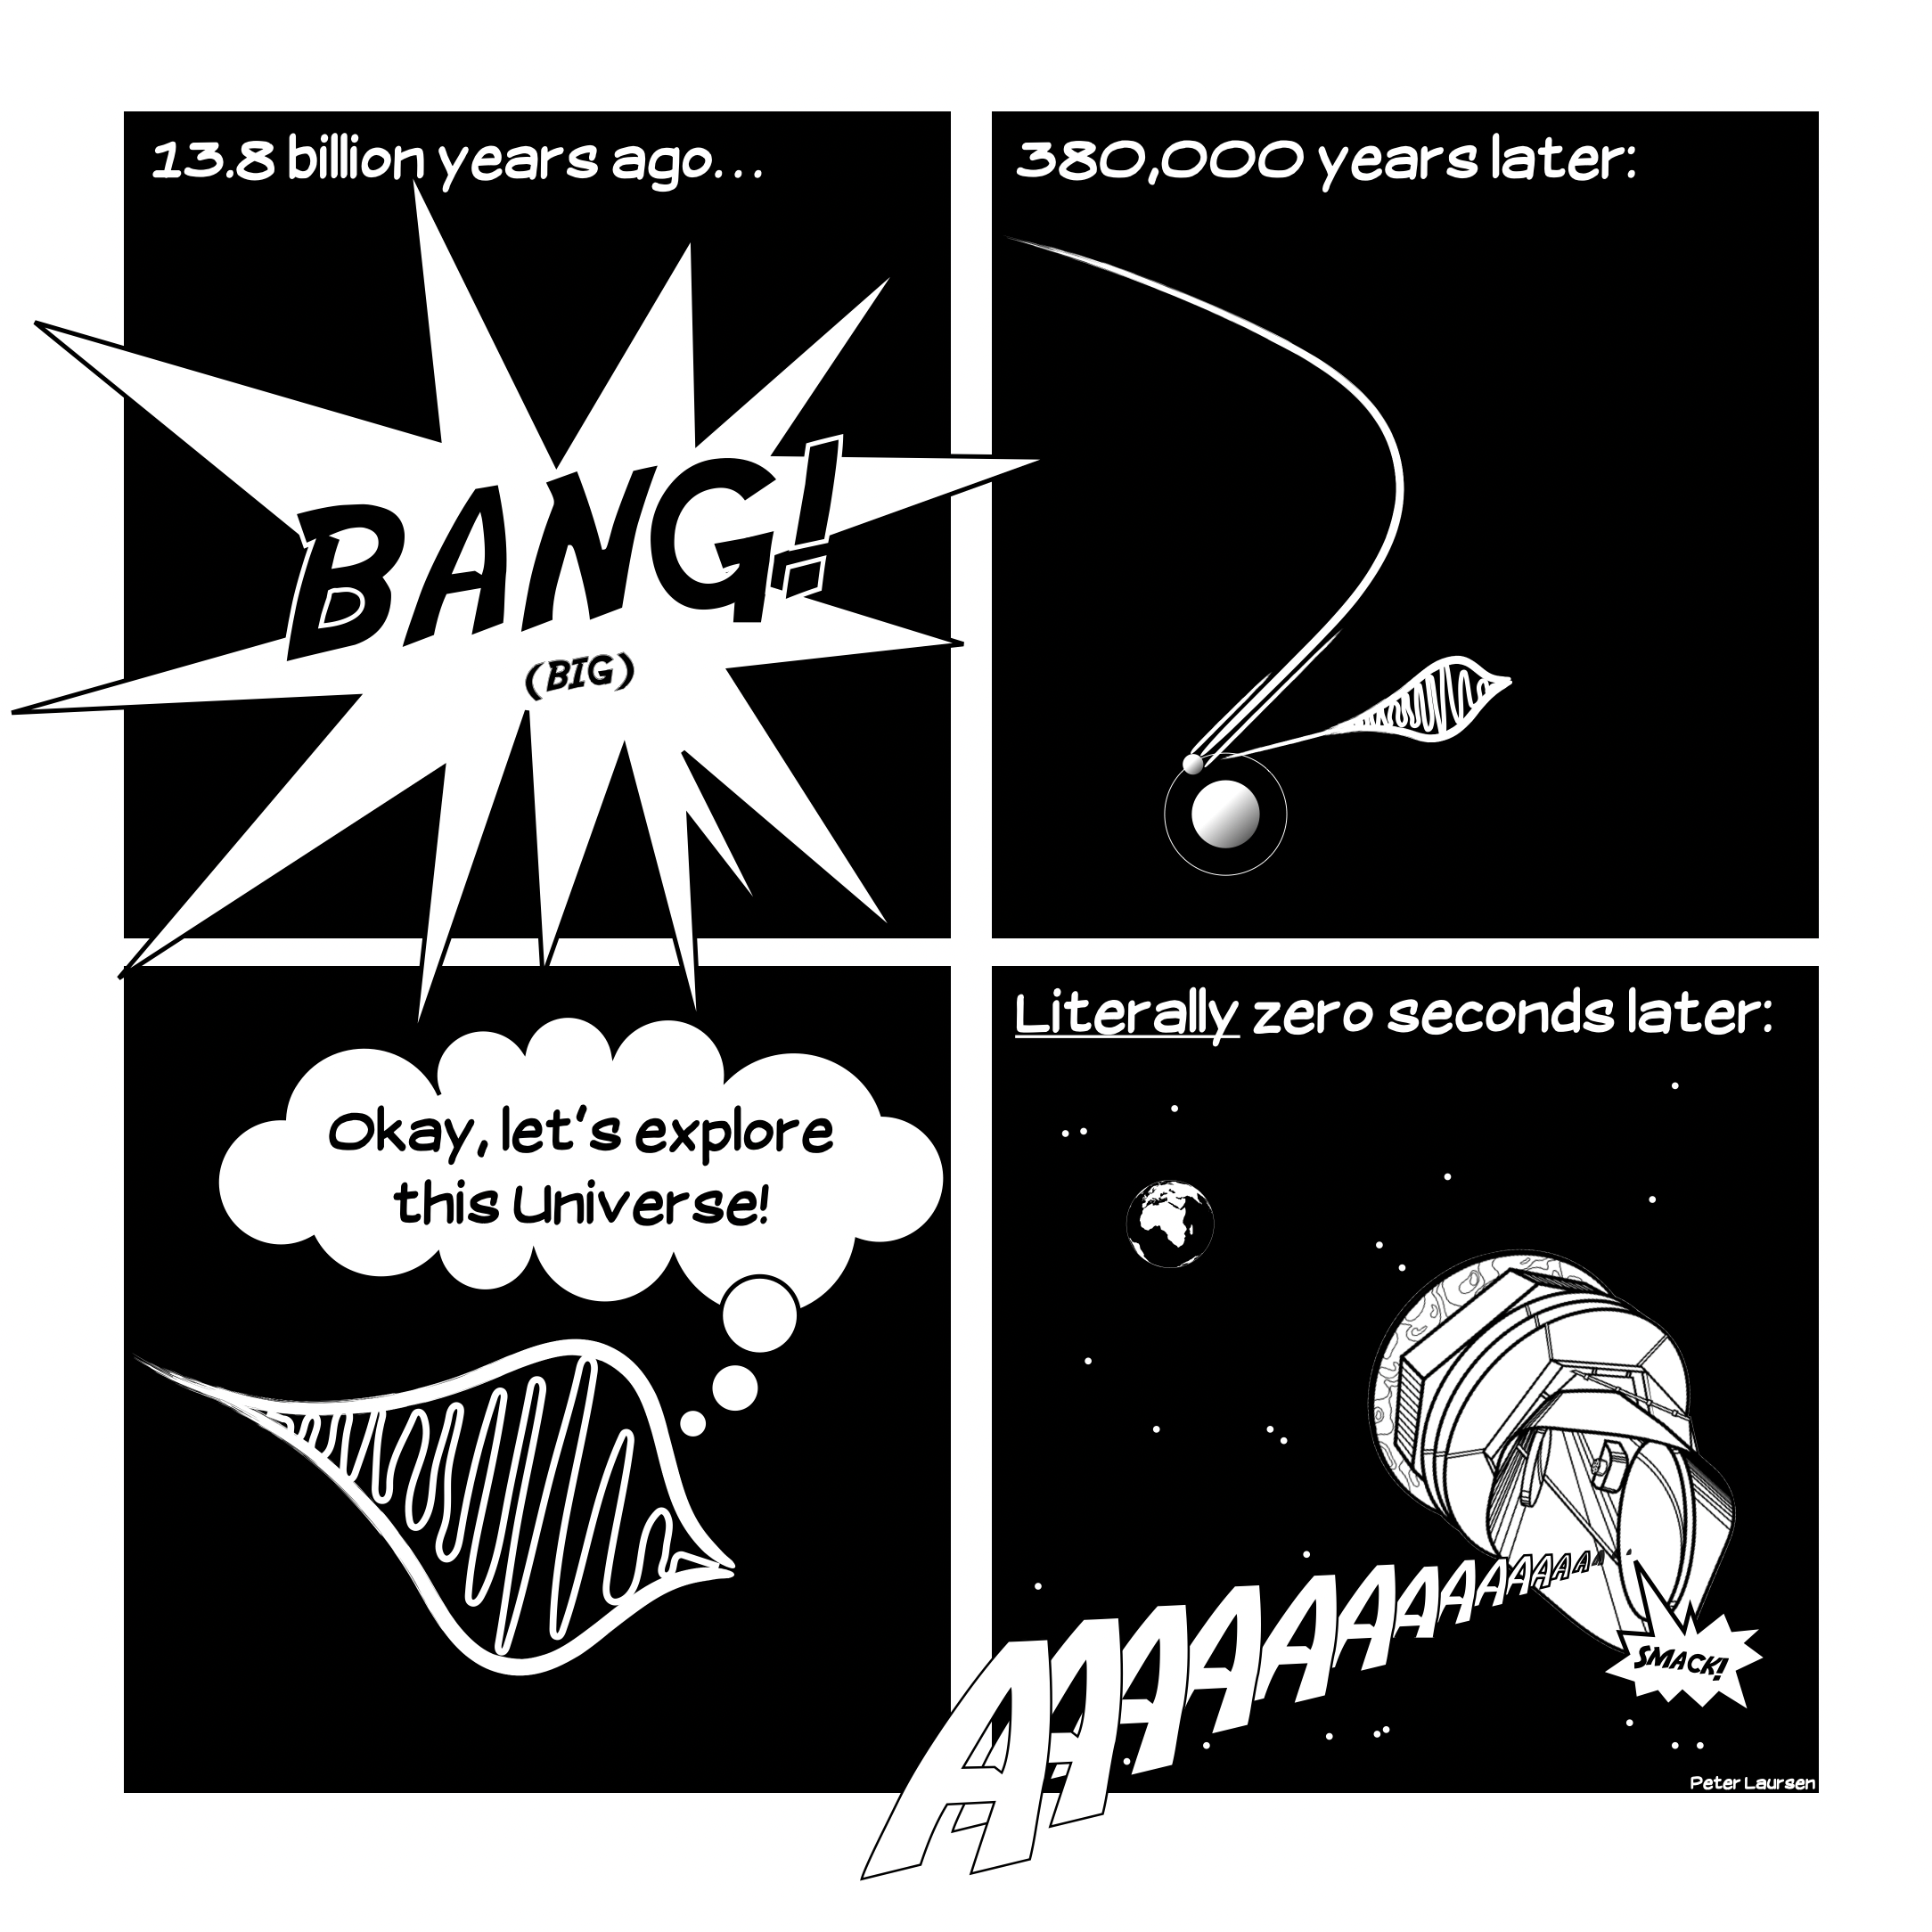 13.8 billion years ago...
BANG!
(BIG)
380,000 years later:
Okay, let's explore
this Universe!
Literally zero seconds later:
AAAAAAAAAAAAAAA
SMACK!
Peter Laursen